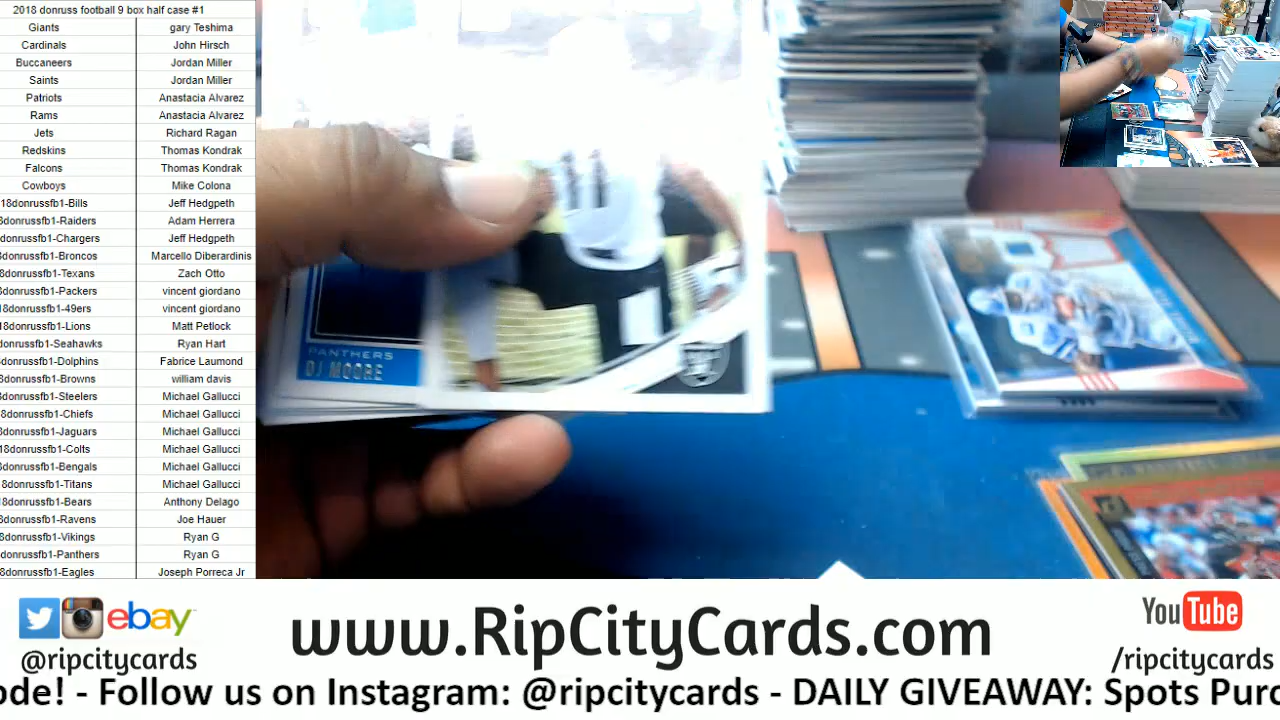 2018 donruss football 9 box half case #1
Giants gary Teshima
Cardinals John Hirsch
Buccaneers Jordan Miller
Saints Jordan Miller
Patriots Anastacia Alvarez
Rams Anastacia Alvarez
Jets Richard Ragan
Redskins Thomas Kondrak
Falcons Thomas Kondrak
Cowboys Mike Colona
18donrussfb1-Bills Jeff Hedgpeth
8donrussfb1-Raiders Adam Herrera
donrussfb1-Chargers Jeff Hedgpeth
donrussfb1-Broncos Marcello Diberardinis
8donrussfb1-Texans Zach Otto
donrussfb1-Packers vincent giordano
8donrussfb1-49ers vincent giordano
18donrussfb1-Lions Matt Petlock
donrussfb1-Seahawks Ryan Hart
donrussfb1-Dolphins Fabrice Laumond
8donrussfb1-Browns william davis
8donrussfb1-Steelers Michael Gallucci
8donrussfb1-Chiefs Michael Gallucci
donrussfb1-Jaguars Michael Gallucci
18donrussfb1-Colts Michael Gallucci
donrussfb1-Bengals Michael Gallucci
8donrussfb1-Titans Michael Gallucci
18donrussfb1-Bears Anthony Delago
8donrussfb1-Ravens Joe Hauer
8donrussfb1-Vikings Ryan G
donrussfb1-Panthers Ryan G
8donrussfb1-Eagles Joseph Porreca Jr
PANTHERS
DJ MOORE
ebay
@ripcitycards
www.RipCityCards.com
YouTube
/ripcitycards
ode! - Follow us on Instagram: @ripcitycards - DAILY GIVEAWAY: Spots Purc